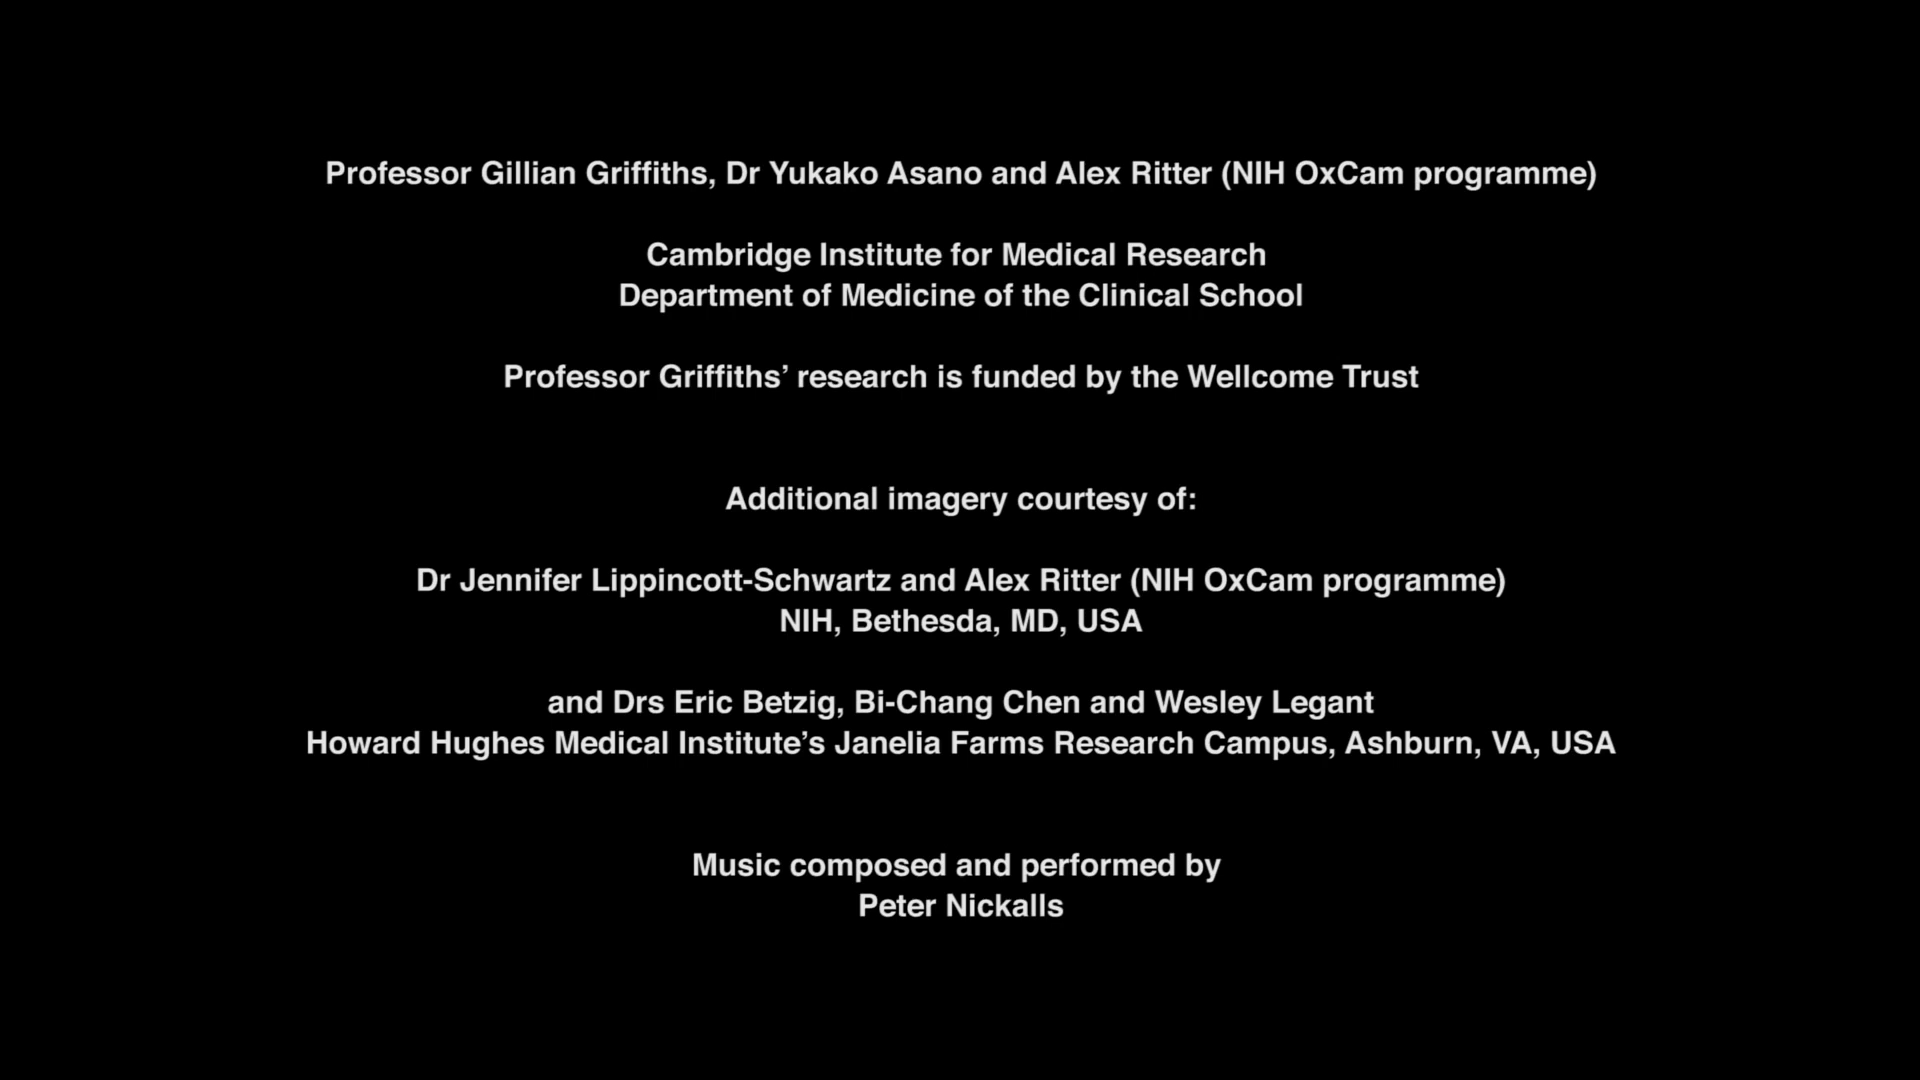 Professor Gillian Griffiths, Dr Yukako Asano and Alex Ritter (NIH OxCam programme)
Cambridge Institute for Medical Research
Department of Medicine of the Clinical School
Professor Griffiths’ research is funded by the Wellcome Trust
Additional imagery courtesy of:
Dr Jennifer Lippincott-Schwartz and Alex Ritter (NIH OxCam programme)
NIH, Bethesda, MD, USA
and Drs Eric Betzig, Bi-Chang Chen and Wesley Legant
Howard Hughes Medical Institute’s Janelia Farms Research Campus, Ashburn, VA, USA
Music composed and performed by
Peter Nickalls